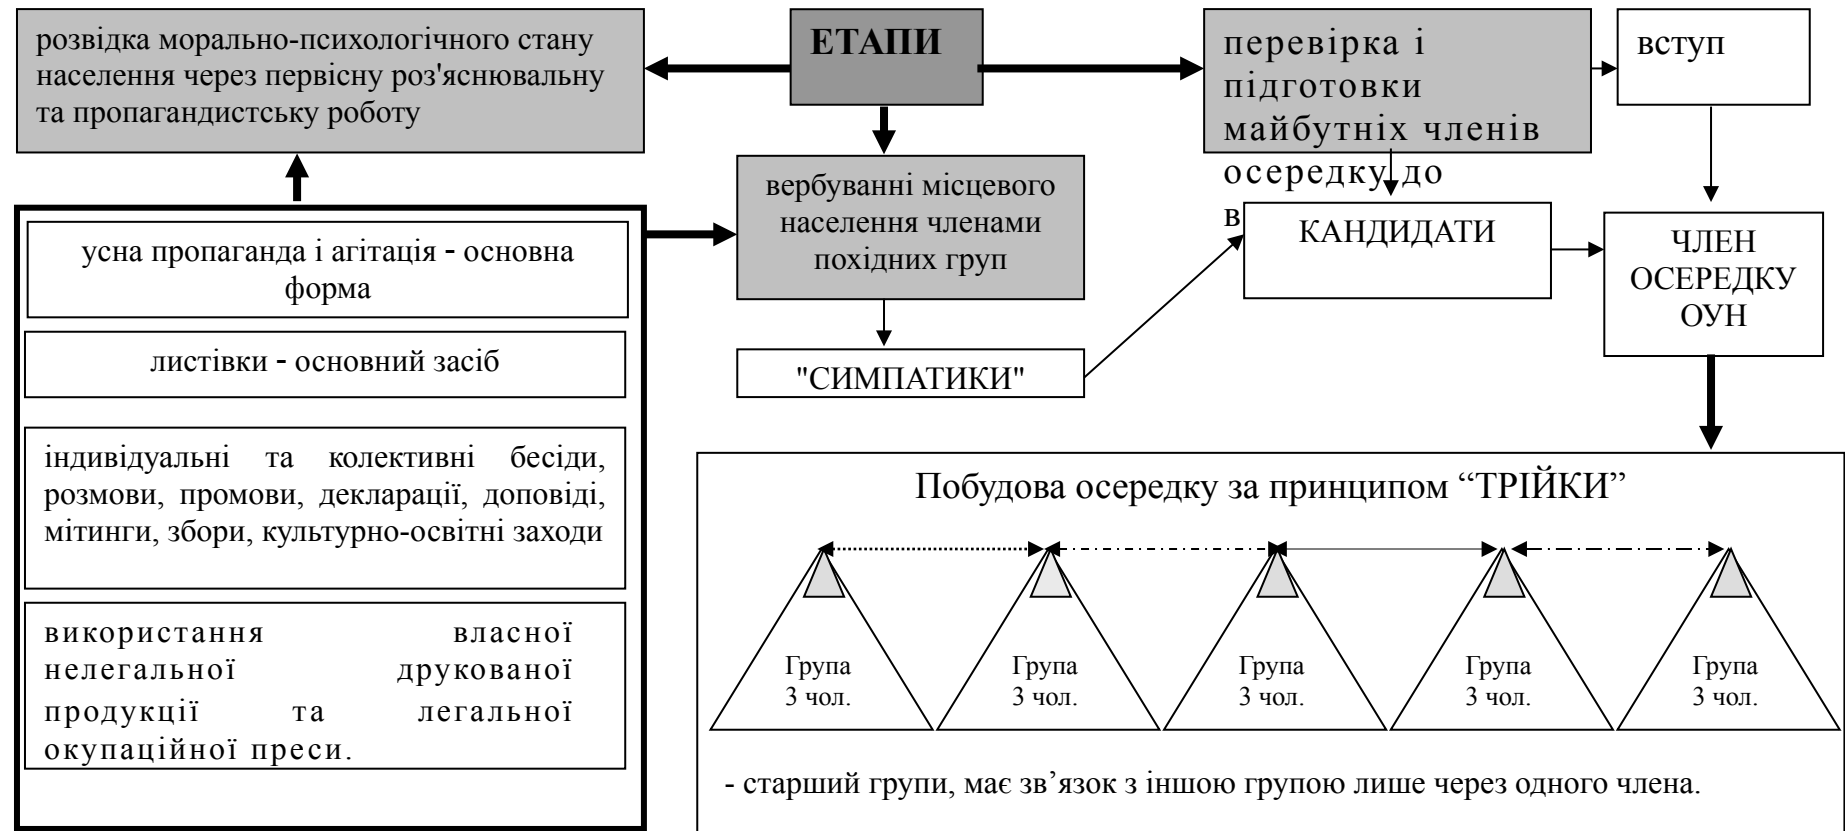 розвідка морально-психологічного стану
населення через первісну роз'яснювальну
та пропагандистську роботу
ЕТАПИ
перевірка і
підготовки
майбутніх членів
осередку до
в
вступ
вербуванні місцевого
населення членами
похідних груп
"СИМПАТИКИ"
КАНДИДАТИ
ЧЛЕН
ОСЕРЕДКУ
ОУН
усна пропаганда і агітація - основна
форма
листівки - основний засіб
індивідуальні та колективні бесіди,
розмови, промови, декларації, доповіді,
мітинги, збори, культурно-освітні заходи
використання власної
нелегальної друкованої
продукції та легальної
окупаційної преси.
Побудова осередку за принципом “ТРІЙКИ”
Група
3 чол.
Група
3 чол.
Група
3 чол.
Група
3 чол.
Група
3 чол.
- старший групи, має зв’язок з іншою групою лише через одного члена.